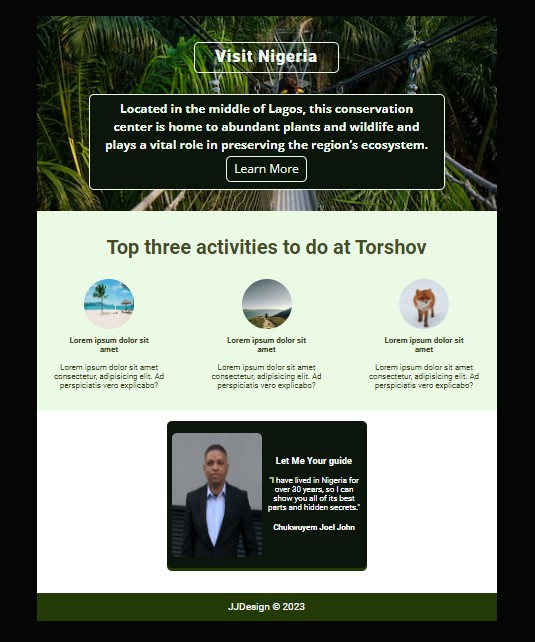 Visit Nigeria
Located in the middle of Lagos, this conservation
center is home to abundant plants and wildlife and
plays a vital role in preserving the region's ecosystem.
Learn More
Top three activities to do at Torshov
Lorem ipsum dolor sit
amet
Lorem ipsum dolor sit amet
consectetur, adipisicing elit. Ad
perspiciatis vero explicabo?
Lorem ipsum dolor sit
amet
Lorem ipsum dolor sit amet
consectetur, adipisicing elit. Ad
perspiciatis vero explicabo?
Lorem ipsum dolor sit
amet
Lorem ipsum dolor sit amet
consectetur, adipisicing elit. Ad
perspiciatis vero explicabo?
Let Me Your guide
"I have lived in Nigeria for
over 30 years, so I can
show you all of its best
parts and hidden secrets."
Chukwuyem Joel John
JJDesign © 2023